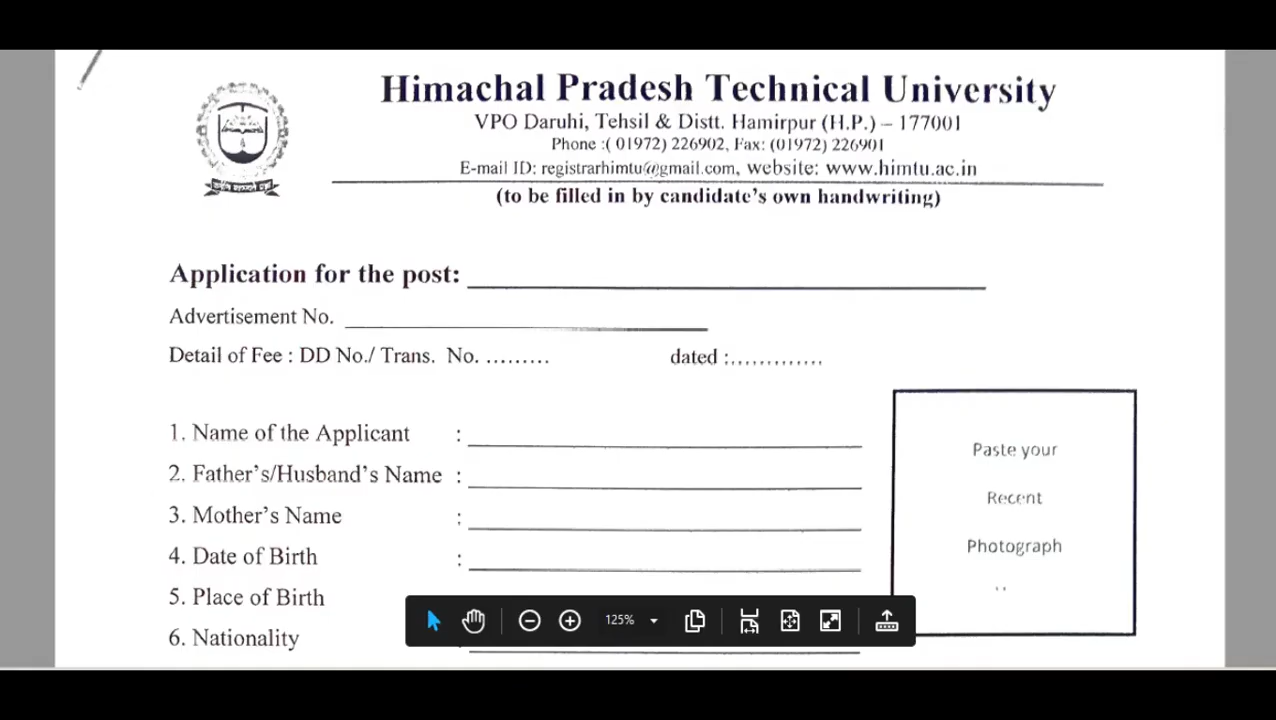 Himachal Pradesh Technical University
VPO Daruhi, Tehsil & Distt. Hamirpur (H.P.) – 177001
Phone :( 01972) 226902, Fax: (01972) 226901
E-mail ID: registrarhimtu@gmail.com, website: www.himtu.ac.in
(to be filled in by candidate's own handwriting)
Application for the post:
Advertisement No.
Detail of Fee : DD No./ Trans. No. ......... dated :.............
1. Name of the Applicant :
2. Father's/Husband's Name :
3. Mother's Name :
4. Date of Birth :
5. Place of Birth
6. Nationality
Paste your
Recent
Photograph
125%